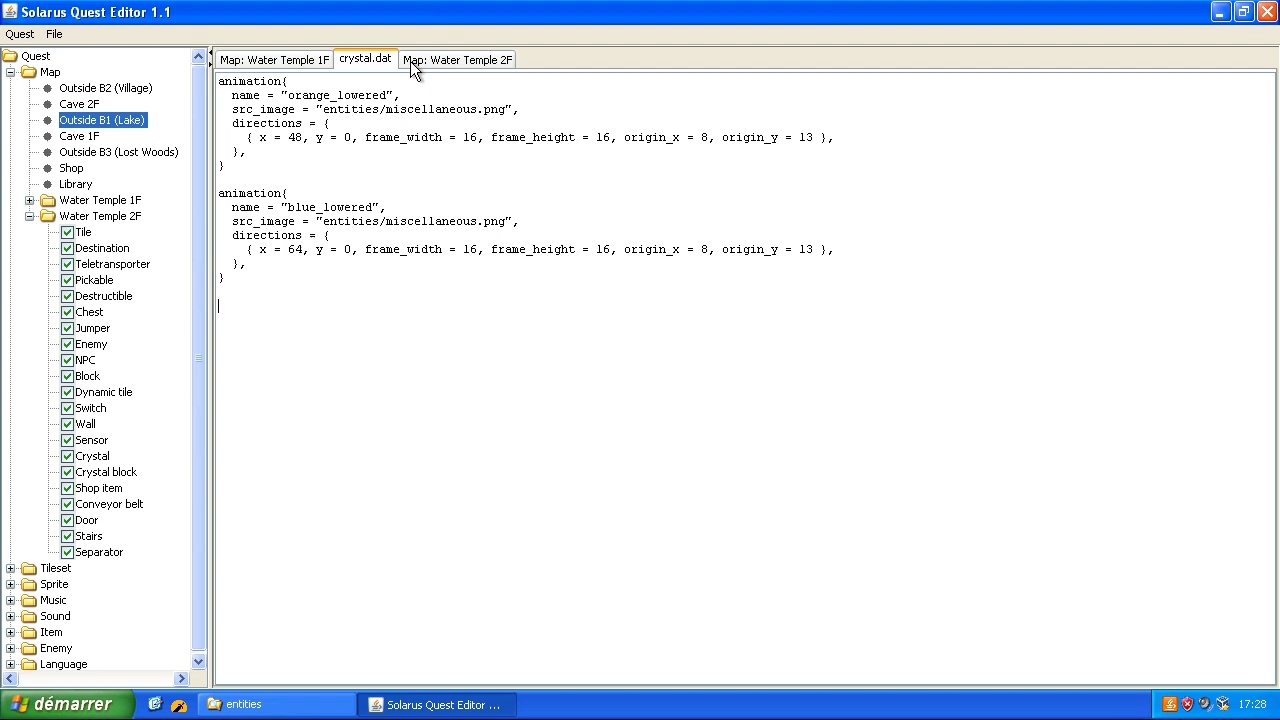 Solarus Quest Editor 1.1
Quest File
Quest
Map
Outside B2 (Village)
Cave 2F
Outside B1 (Lake)
Cave 1F
Outside B3 (Lost Woods)
Shop
Library
Water Temple 1F
Water Temple 2F
Tile
Destination
Teletransporter
Pickable
Destructible
Chest
Jumper
Enemy
NPC
Block
Dynamic tile
Switch
Wall
Sensor
Crystal
Crystal block
Shop item
Conveyor belt
Door
Stairs
Separator
Tileset
Sprite
Music
Sound
Item
Enemy
Language
Map: Water Temple 1F crystal.dat Map: Water Temple 2F
animation{
name = "orange_lowered",
src_image = "entities/miscellaneous.png",
directions = {
{ x = 48, y = 0, frame_width = 16, frame_height = 16, origin_x = 8, origin_y = 13 },
},
}
animation{
name = "blue_lowered",
src_image = "entities/miscellaneous.png",
directions = {
{ x = 64, y = 0, frame_width = 16, frame_height = 16, origin_x = 8, origin_y = 13 },
},
}
démarrer entities Solarus Quest Editor ... 17:28